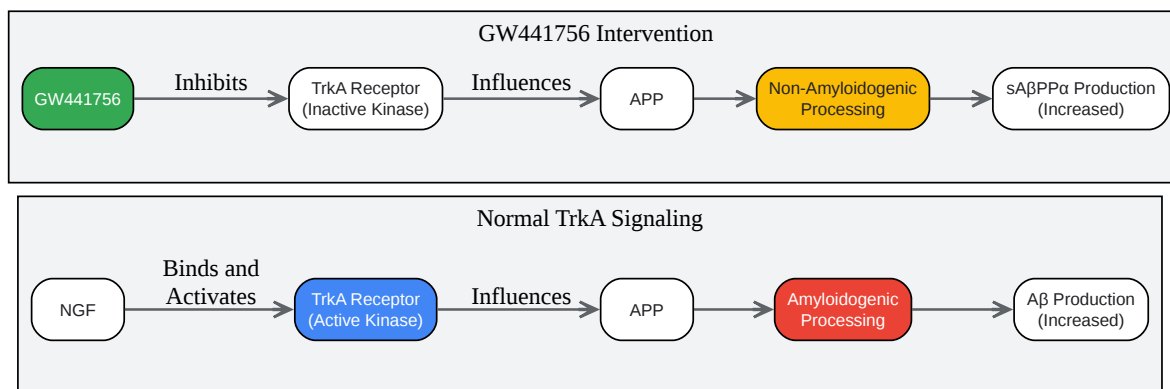 GW441756 Intervention
GW441756
Inhibits
TrkA Receptor
(Inactive Kinase)
Influences
APP
Non-Amyloidogenic
Processing
sAβPPα Production
(Increased)
Normal TrkA Signaling
NGF
Binds and
Activates
TrkA Receptor
(Active Kinase)
Influences
APP
Amyloidogenic
Processing
Aβ Production
(Increased)